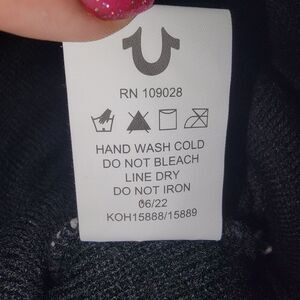 RN 109028
HAND WASH COLD
DO NOT BLEACH
LINE DRY
DO NOT IRON
06/22
KOH15888/15889